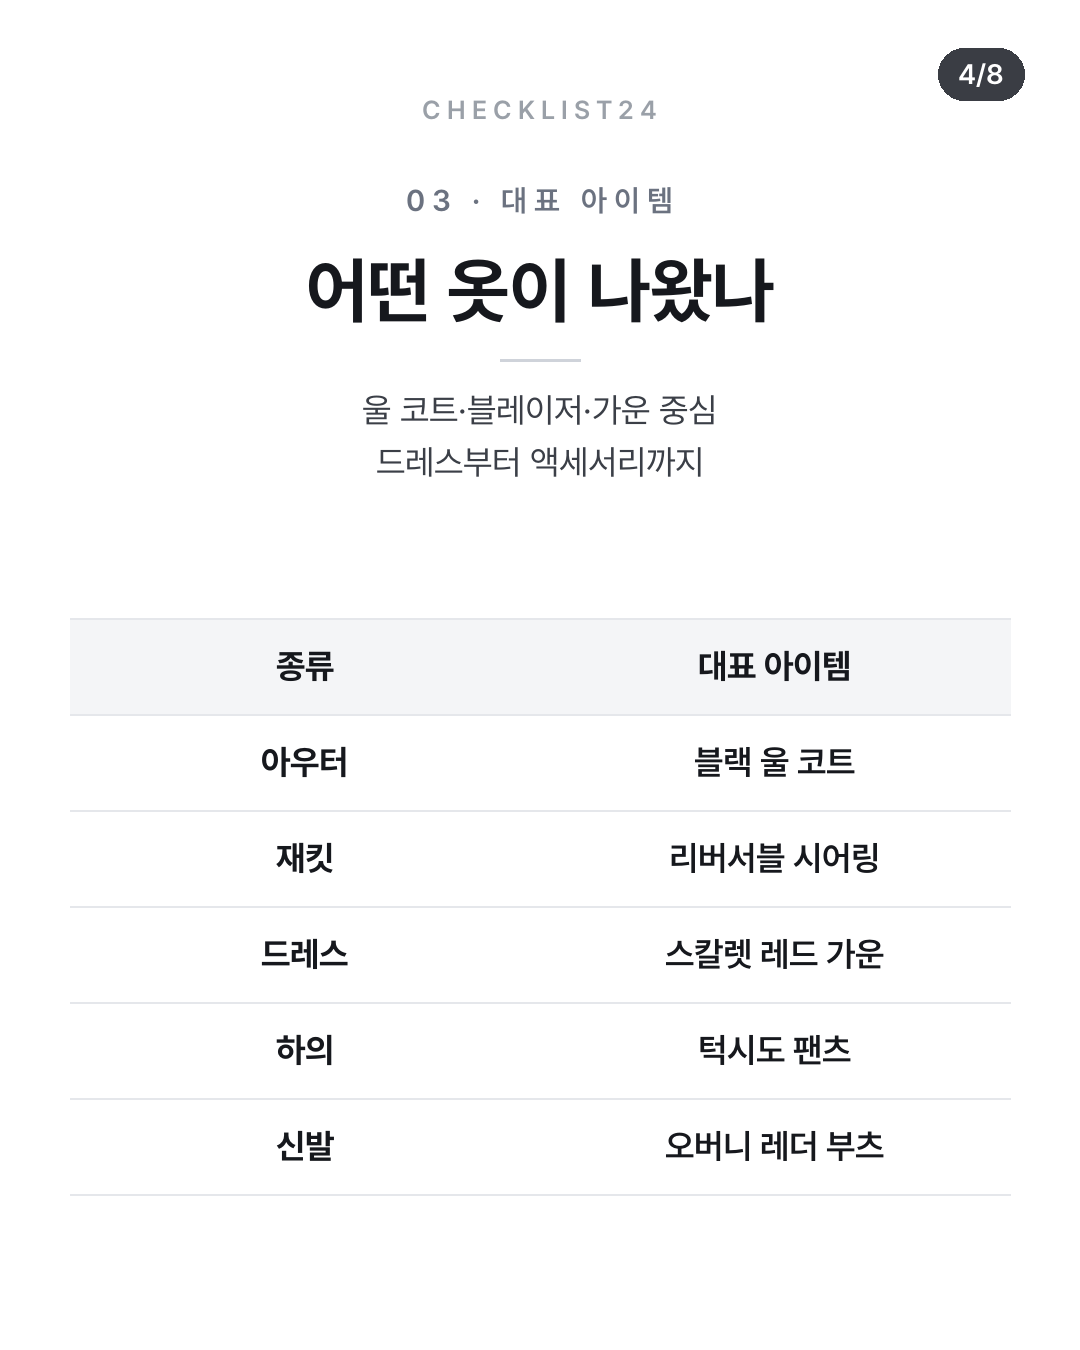 4/8
CHECKLIST24
03 · 대표 아이템
어떤 옷이 나왔나
울 코트·블레이저·가운 중심
드레스부터 액세서리까지
종류 대표 아이템
아우터 블랙 울 코트
재킷 리버서블 시어링
드레스 스칼렛 레드 가운
하의 턱시도 팬츠
신발 오버니 레더 부츠